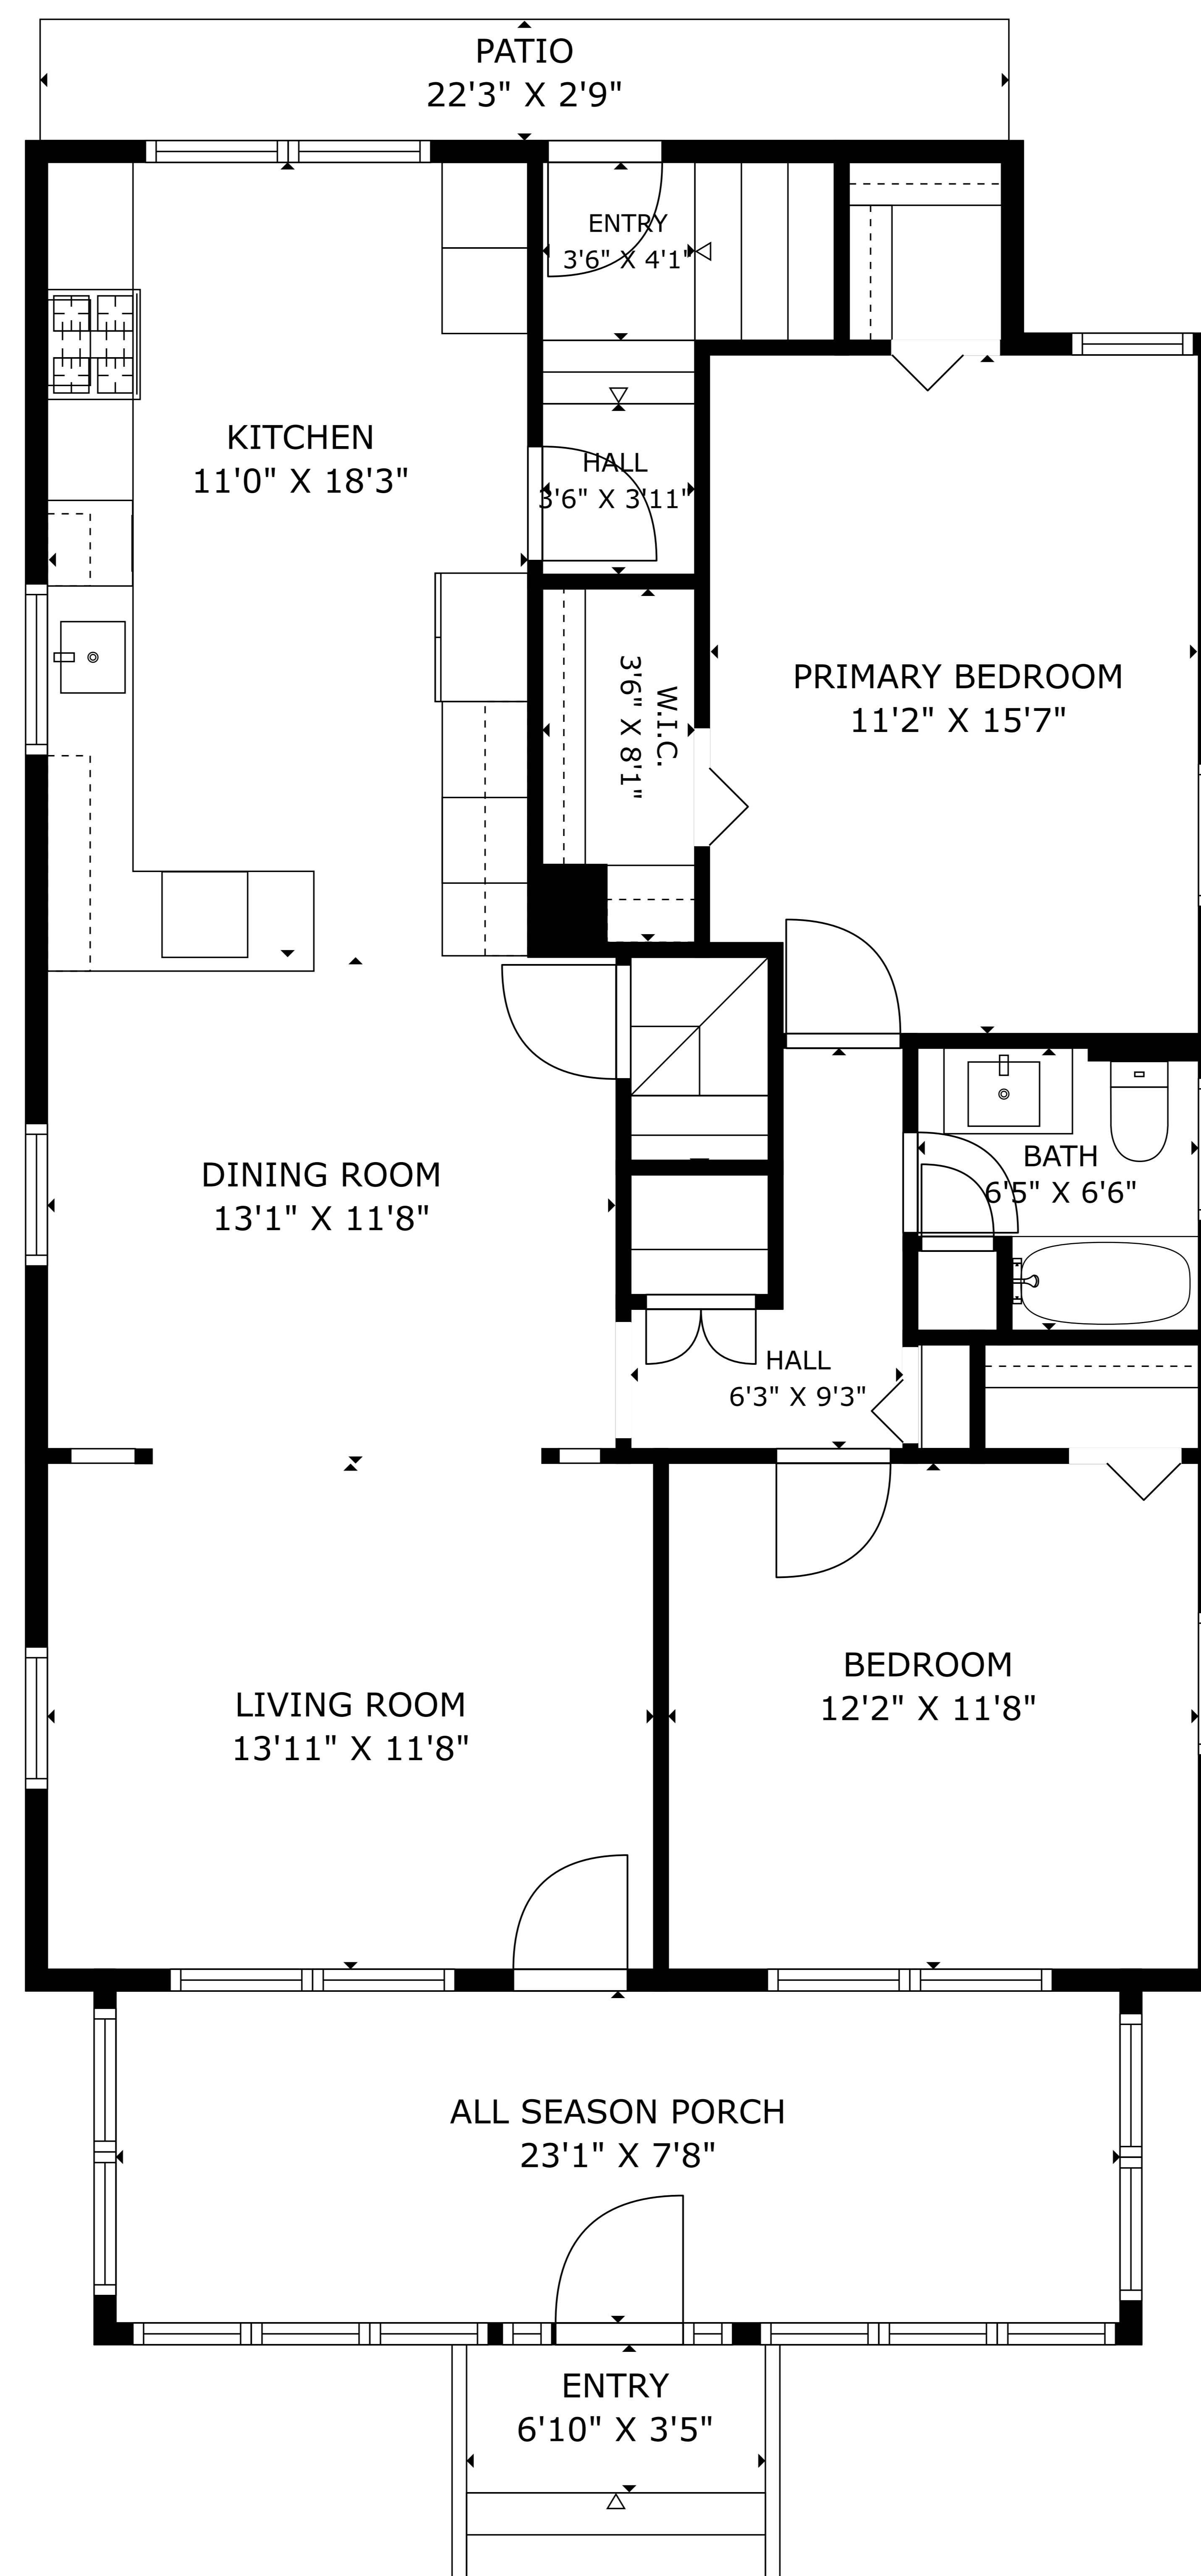 PATIO
22'3" X 2'9"
ENTRY
3'6" X 4'1"
KITCHEN
11'0" X 18'3"
HALL
3'6" X 3'11"
W.I.C.
3'6" X 8'1"
PRIMARY BEDROOM
11'2" X 15'7"
DINING ROOM
13'1" X 11'8"
BATH
6'5" X 6'6"
HALL
6'3" X 9'3"
LIVING ROOM
13'11" X 11'8"
BEDROOM
12'2" X 11'8"
ALL SEASON PORCH
23'1" X 7'8"
ENTRY
6'10" X 3'5"